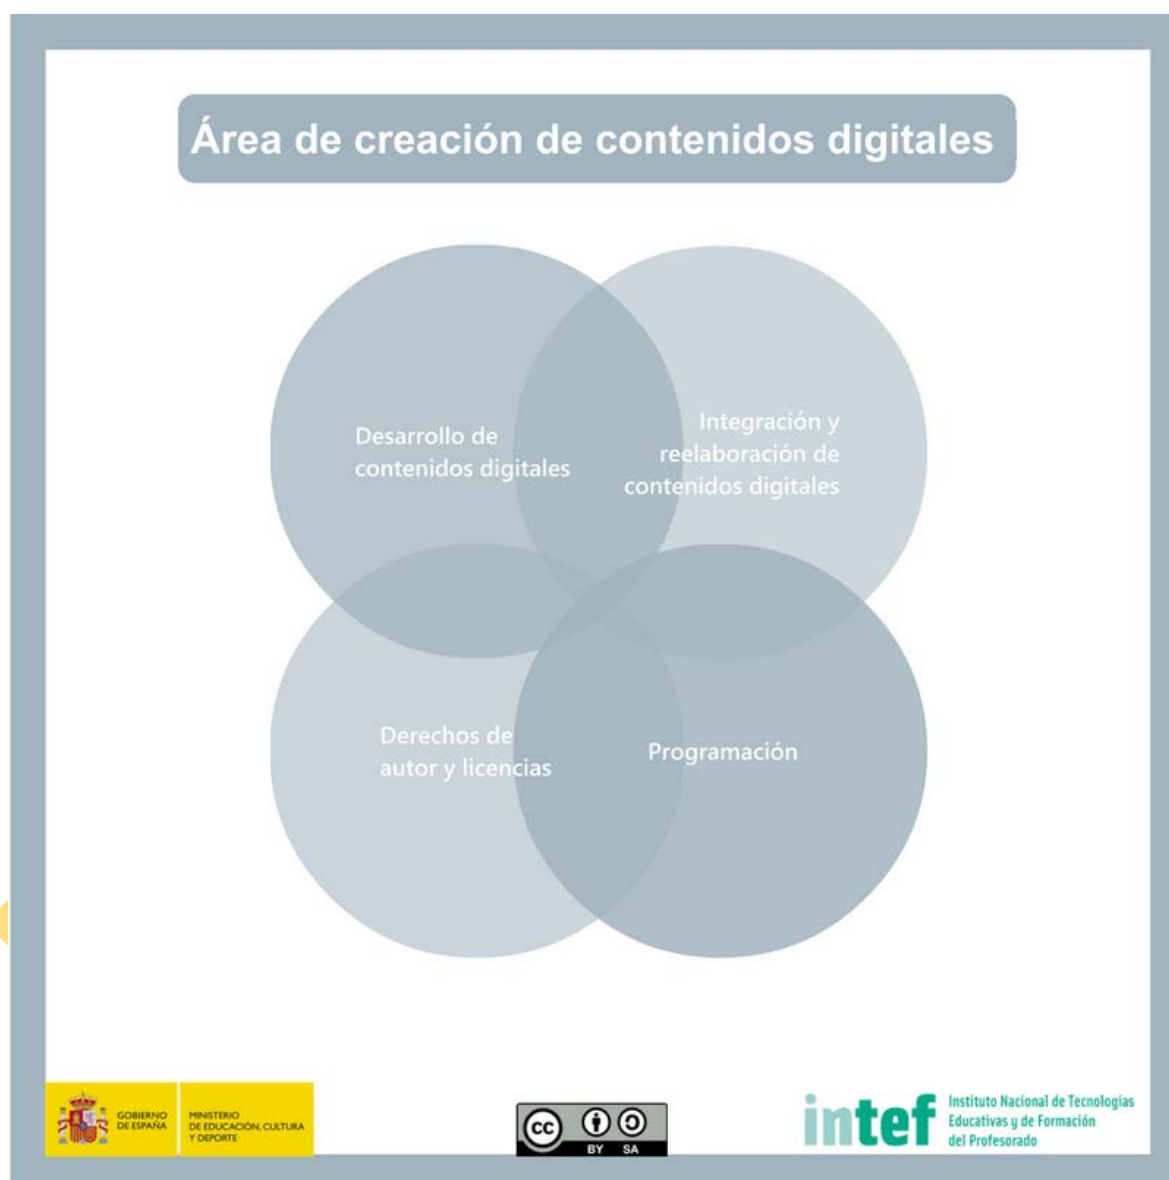 Área de creación de contenidos digitales
Desarrollo de
contenidos digitales
Integración y
reelaboración de
contenidos digitales
Derechos de
autor y licencias
Programación
GOBIERNO
DE ESPAÑA
MINISTERIO
DE EDUCACIÓN, CULTURA
Y DEPORTE
cc
BY SA
intef
Instituto Nacional de Tecnologías
Educativas y de Formación
del Profesorado